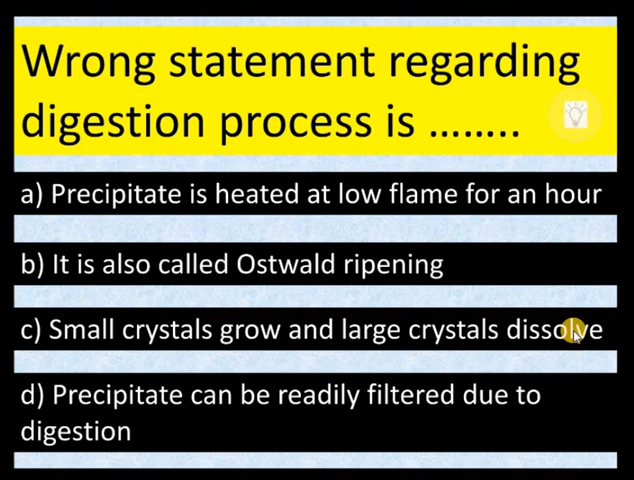 Wrong statement regarding
digestion process is ……..
a) Precipitate is heated at low flame for an hour
b) It is also called Ostwald ripening
c) Small crystals grow and large crystals dissolve
d) Precipitate can be readily filtered due to
digestion